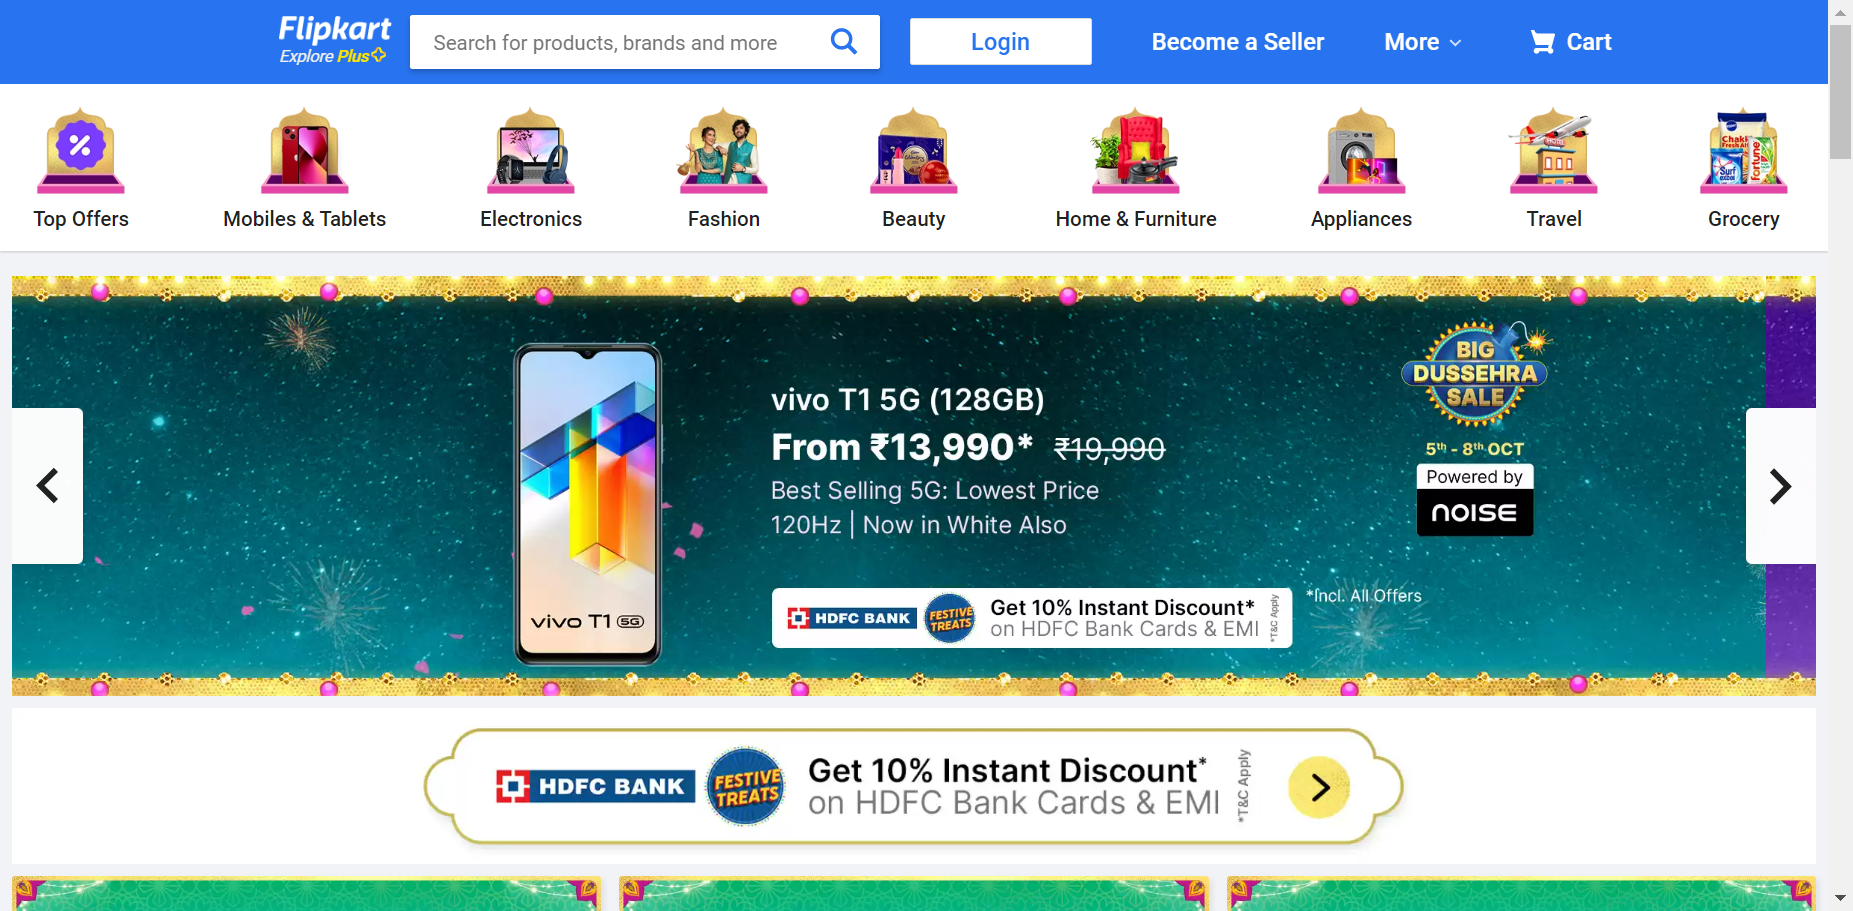 Flipkart
Explore Plus
Search for products, brands and more
Login
Become a Seller
More
Cart
Top Offers
Mobiles & Tablets
Electronics
Fashion
Beauty
Home & Furniture
Appliances
Travel
Grocery
Surf
excel
fortune
BIG
DUSSEHRA
SALE
5th - 8th OCT
Powered by
NOISE
vivo T1 5G (128GB)
From ₹13,990* ₹19,990
Best Selling 5G: Lowest Price
120Hz | Now in White Also
vivo T1 5G
HDFC BANK
FESTIVE
TREATS
Get 10% Instant Discount*
on HDFC Bank Cards & EMI
*T&C Apply
*Incl. All Offers
HDFC BANK
FESTIVE
TREATS
Get 10% Instant Discount*
on HDFC Bank Cards & EMI
*T&C Apply